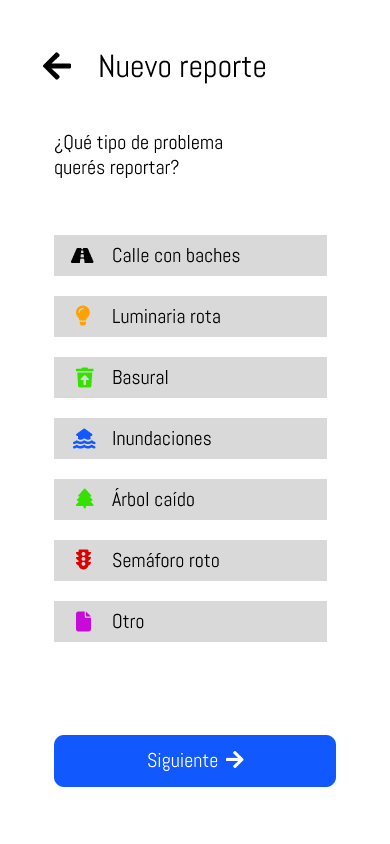 Nuevo reporte
¿Qué tipo de problema
querés reportar?
Calle con baches
Luminaria rota
Basural
Inundaciones
Árbol caído
Semáforo roto
Otro
Siguiente